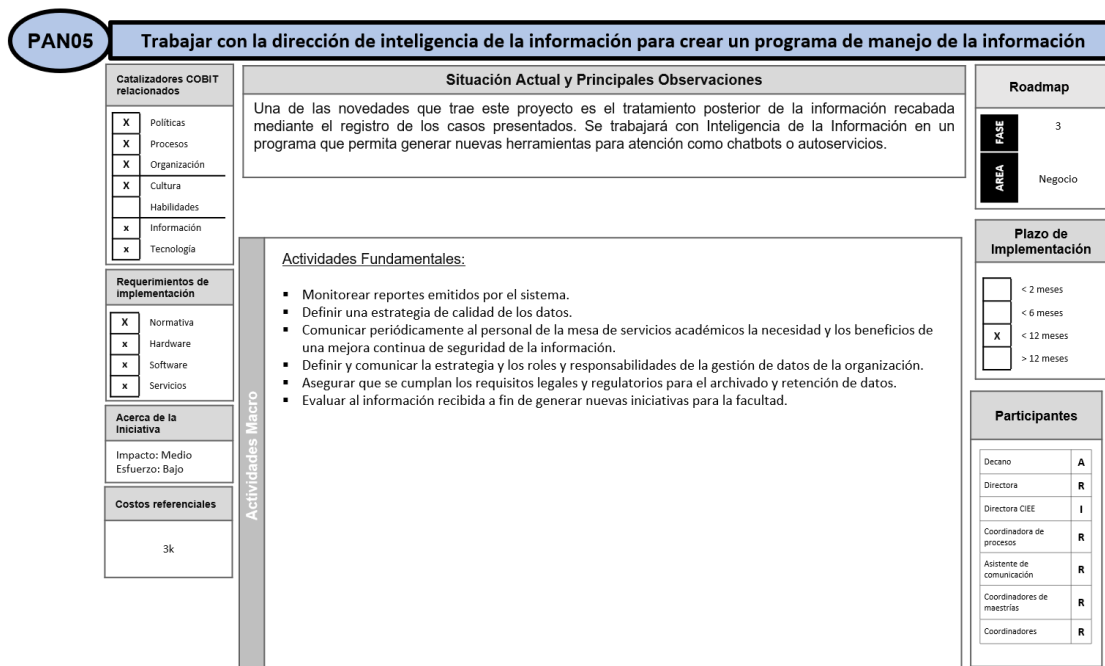 PAN05
Trabajar con la dirección de inteligencia de la información para crear un programa de manejo de la información
Catalizadores COBIT
relacionados
X Políticas
X Procesos
X Organización
X Cultura
Habilidades
x Información
x Tecnología
Requerimientos de
implementación
X Normativa
x Hardware
x Software
x Servicios
Acerca de la
Iniciativa
Impacto: Medio
Esfuerzo: Bajo
Costos referenciales
3k
Situación Actual y Principales Observaciones
Una de las novedades que trae este proyecto es el tratamiento posterior de la información recabada
mediante el registro de los casos presentados. Se trabajará con Inteligencia de la Información en un
programa que permita generar nuevas herramientas para atención como chatbots o autoservicios.
Actividades Macro
Actividades Fundamentales:
▪ Monitorear reportes emitidos por el sistema.
▪ Definir una estrategia de calidad de los datos.
▪ Comunicar periódicamente al personal de la mesa de servicios académicos la necesidad y los beneficios de
una mejora continua de seguridad de la información.
▪ Definir y comunicar la estrategia y los roles y responsabilidades de la gestión de datos de la organización.
▪ Asegurar que se cumplan los requisitos legales y regulatorios para el archivado y retención de datos.
▪ Evaluar al información recibida a fin de generar nuevas iniciativas para la facultad.
Roadmap
FASE 3
AREA Negocio
Plazo de
Implementación
< 2 meses
< 6 meses
X < 12 meses
> 12 meses
Participantes
Decano A
Directora R
Directora CIEE I
Coordinadora de
procesos R
Asistente de
comunicación R
Coordinadores de
maestrías R
Coordinadores R